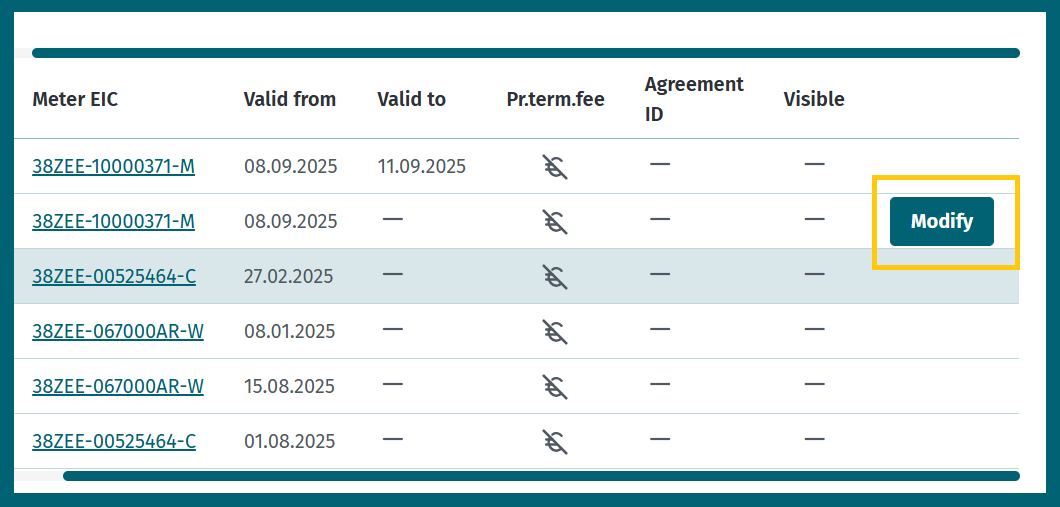 Meter EIC Valid from Valid to Pr.term.fee Agreement ID Visible
38ZEE-10000371-M 08.09.2025 11.09.2025 — —
38ZEE-10000371-M 08.09.2025 — — — Modify
38ZEE-00525464-C 27.02.2025 — — —
38ZEE-067000AR-W 08.01.2025 — — —
38ZEE-067000AR-W 15.08.2025 — — —
38ZEE-00525464-C 01.08.2025 — — —